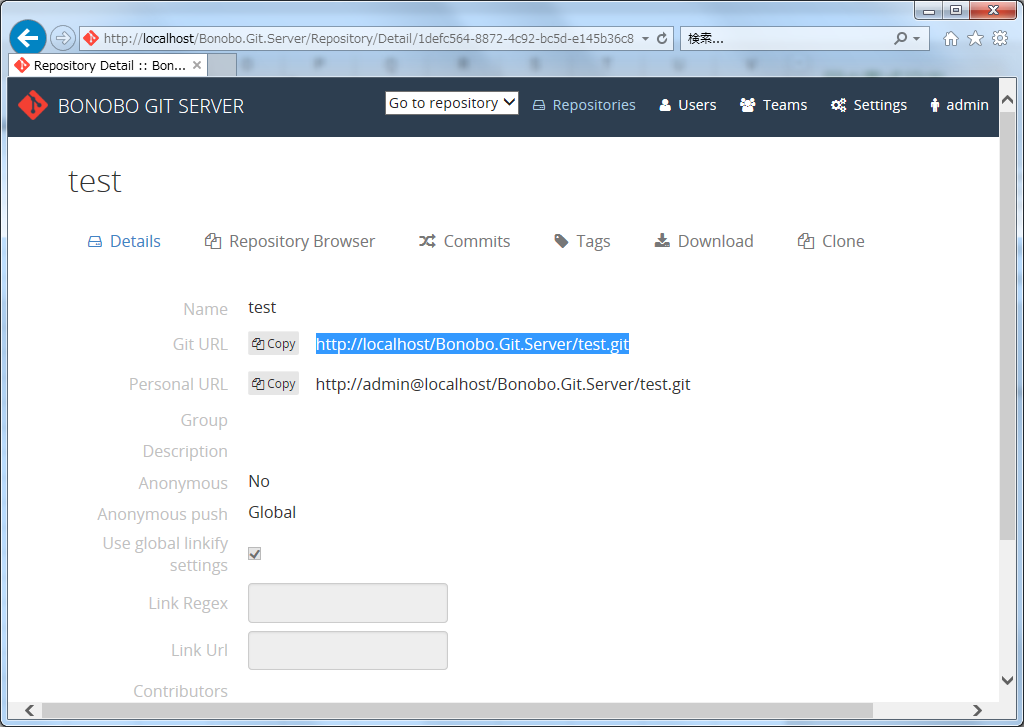 http://localhost/Bonobo.Git.Server/Repository/Detail/1defc564-8872-4c92-bc5d-e145b36c8
検索...
Repository Detail :: Bon...
BONOBO GIT SERVER
Go to repository
Repositories
Users
Teams
Settings
admin
test
Details
Repository Browser
Commits
Tags
Download
Clone
Name test
Git URL Copy http://localhost/Bonobo.Git.Server/test.git
Personal URL Copy http://admin@localhost/Bonobo.Git.Server/test.git
Group
Description
Anonymous No
Anonymous push Global
Use global linkify
settings
Link Regex
Link Url
Contributors